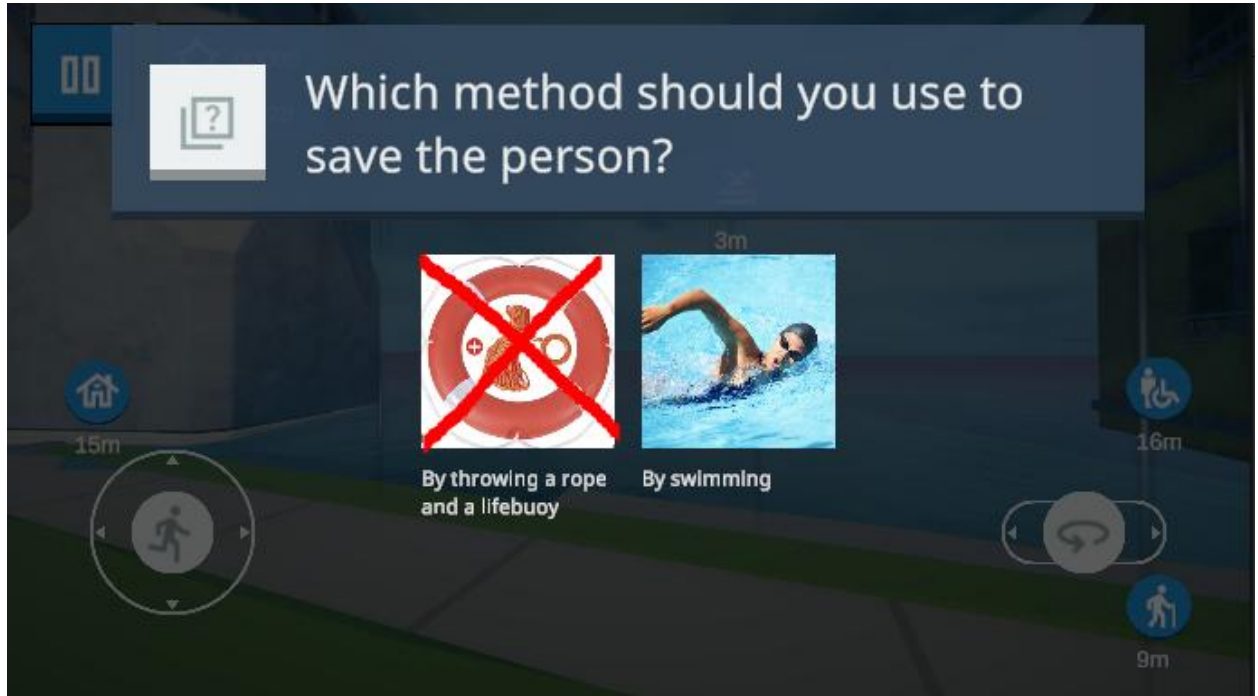 Which method should you use to
save the person?
3m
15m
16m
By throwing a rope
and a lifebuoy
By swimming
9m